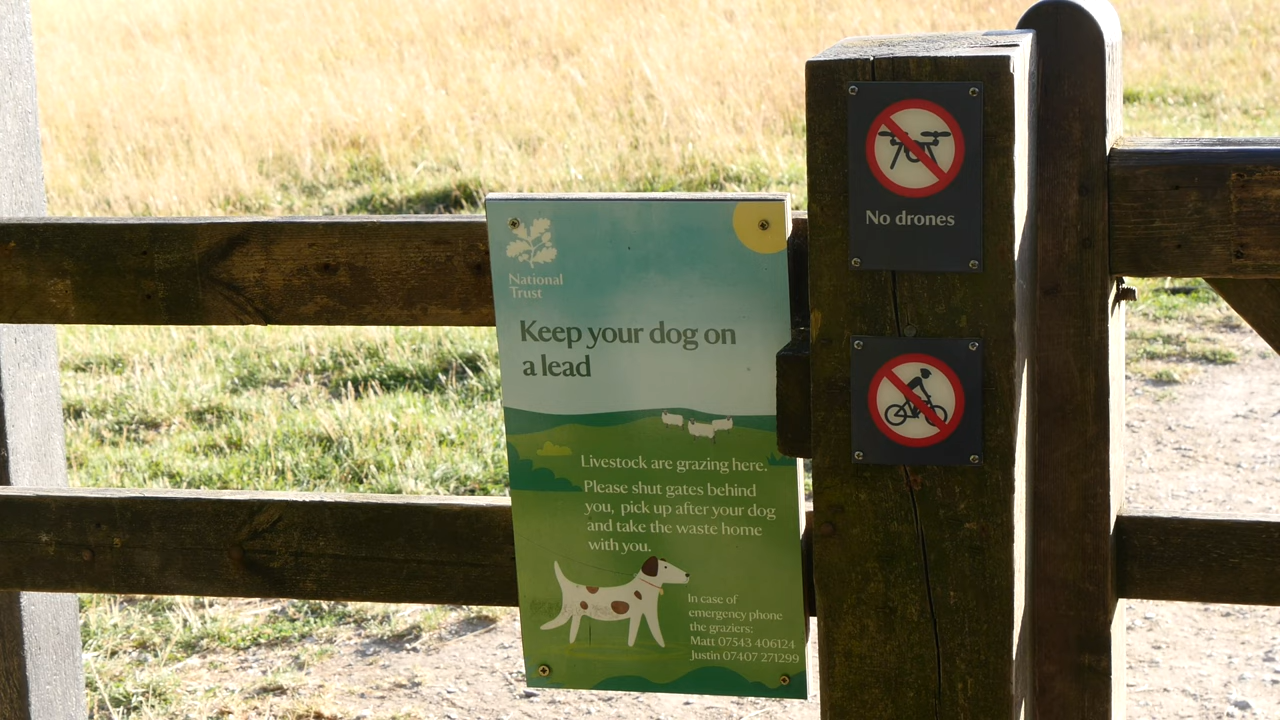 National
Trust
Keep your dog on
a lead
Livestock are grazing here.
Please shut gates behind
you, pick up after your dog
and take the waste home
with you.
In case of
emergency phone
the graziers:
Matt 07543 406124
Justin 07407 271299
No drones